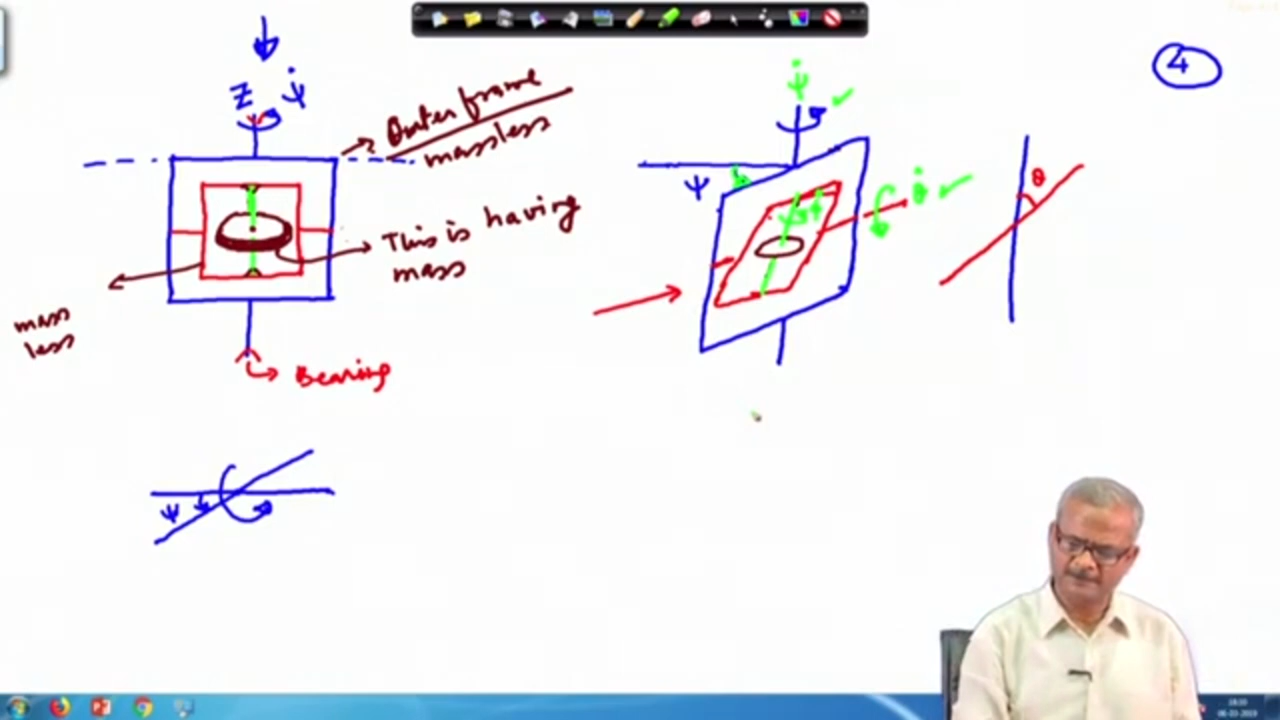 4
Z ψ̇
Outer frame
massless
This is having
mass
mass
less
Bearing
ψ
ψ̇
ψ
θ̇
θ